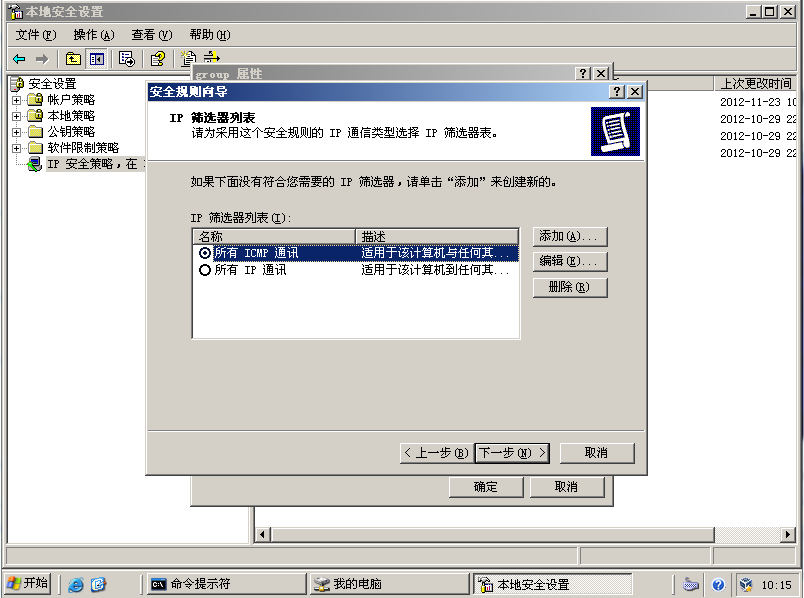 本地安全设置
文件(F) 操作(A) 查看(V) 帮助(H)
group 属性
安全设置
帐户策略
本地策略
公钥策略
软件限制策略
IP 安全策略，在
上次更改时间
2012-11-23 10
2012-10-29 22
2012-10-29 22
2012-10-29 22
安全规则向导
IP 筛选器列表
请为采用这个安全规则的 IP 通信类型选择 IP 筛选器表。
如果下面没有符合您需要的 IP 筛选器，请单击“添加”来创建新的。
IP 筛选器列表(I):
名称 描述
所有 ICMP 通讯 适用于该计算机与任何其...
所有 IP 通讯 适用于该计算机到任何其...
添加(A)...
编辑(E)...
删除(R)
< 上一步(B) 下一步(N) > 取消
确定 取消
开始 命令提示符 我的电脑 本地安全设置 10:15